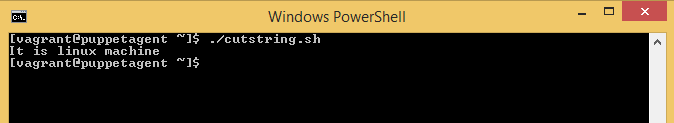 Windows PowerShell
[vagrant@puppetagent ~]$ ./cutstring.sh
It is linux machine
[vagrant@puppetagent ~]$